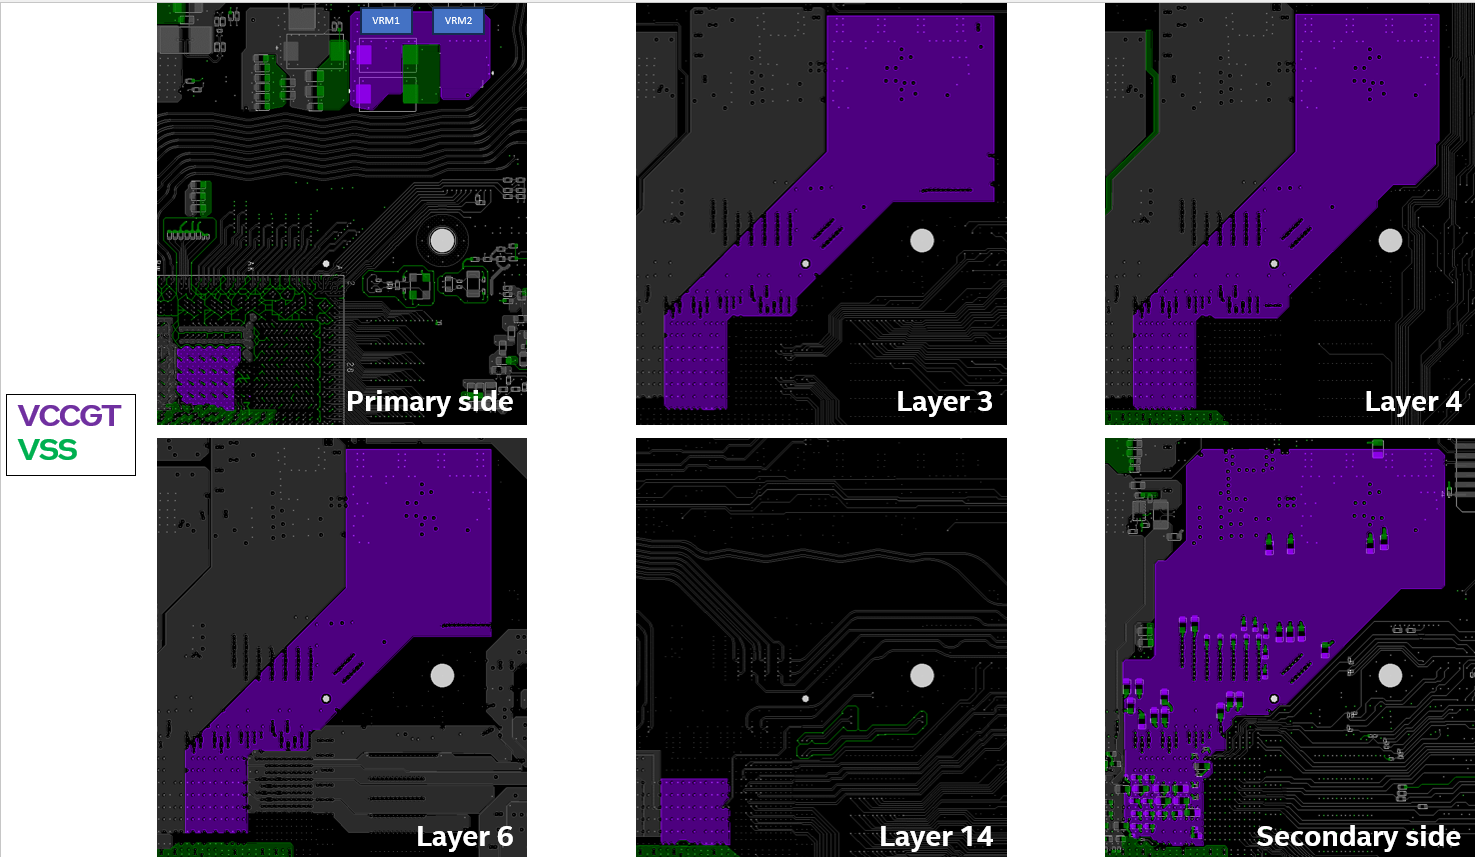 VRM1 VRM2
Primary side
Layer 3
Layer 4
VCCGT
VSS
Layer 6
Layer 14
Secondary side